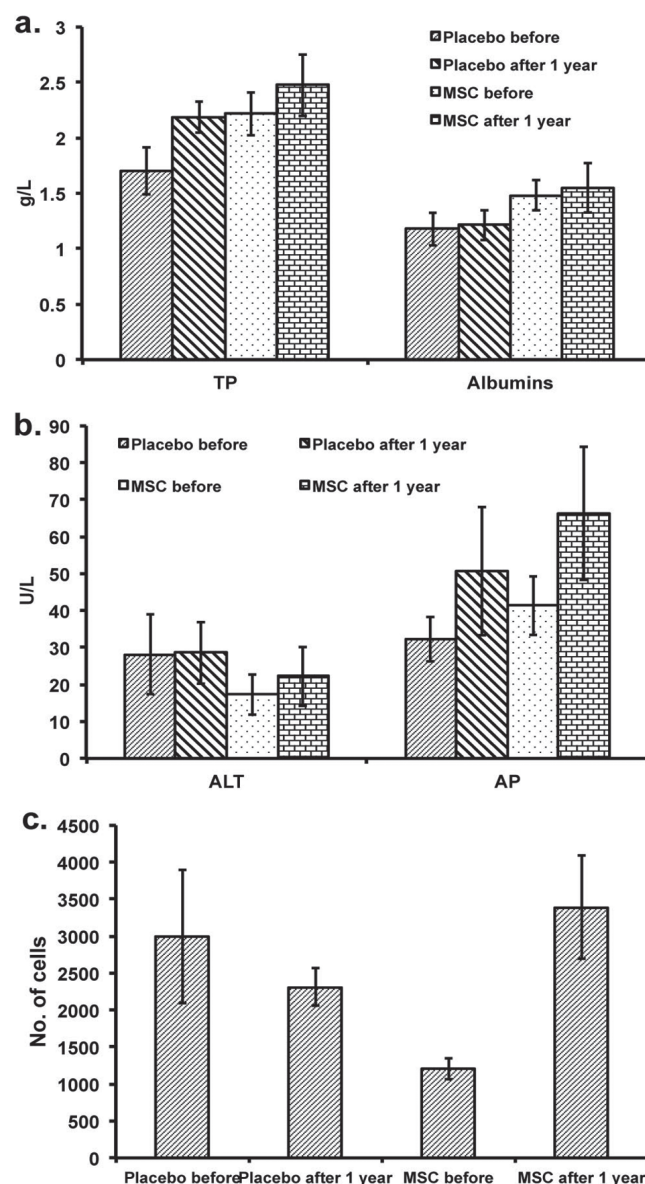 a.
3
2.5
2
1.5
1
0.5
0
g/L
Placebo before
Placebo after 1 year
MSC before
MSC after 1 year
TP Albumins
b.
90
80
70
60
50
40
30
20
10
0
U/L
Placebo before Placebo after 1 year
MSC before MSC after 1 year
ALT AP
c.
4500
4000
3500
3000
2500
2000
1500
1000
500
0
No. of cells
Placebo before Placebo after 1 year MSC before MSC after 1 year